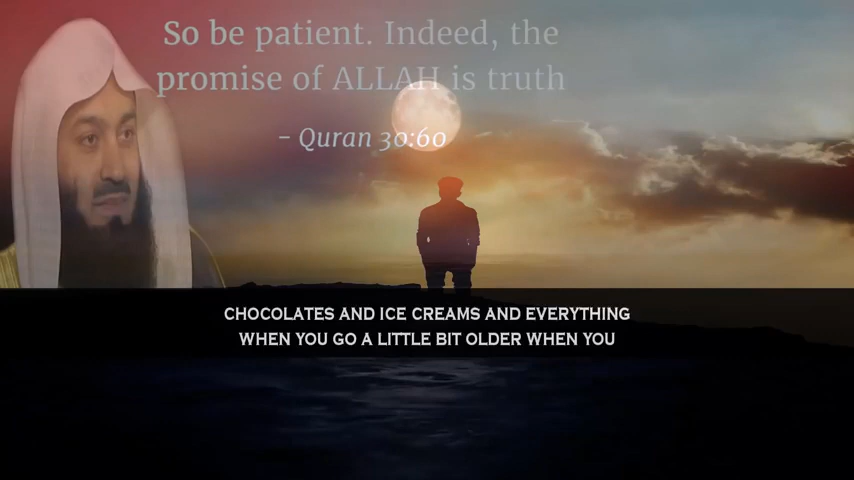 So be patient. Indeed, the
promise of ALLAH is truth
- Quran 30:60
CHOCOLATES AND ICE CREAMS AND EVERYTHING
WHEN YOU GO A LITTLE BIT OLDER WHEN YOU